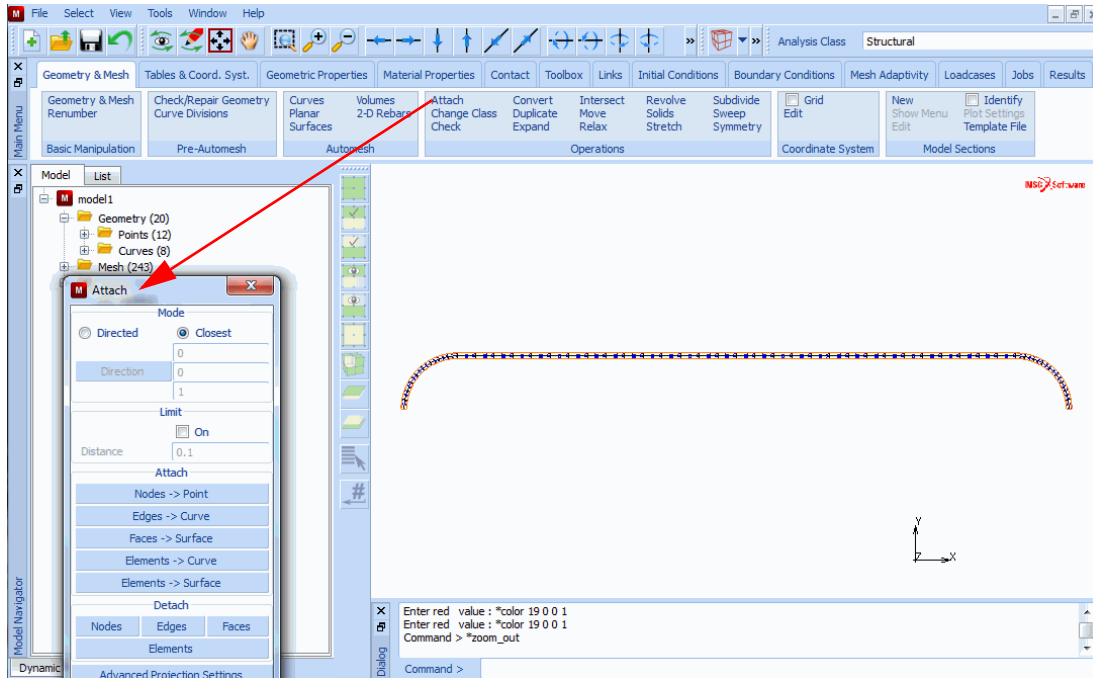 File Select View Tools Window Help
Analysis Class Structural
Geometry & Mesh Tables & Coord. Syst. Geometric Properties Material Properties Contact Toolbox Links Initial Conditions Boundary Conditions Mesh Adaptivity Loadcases Jobs Results
Geometry & Mesh Check/Repair Geometry Curves Volumes Attach Convert Intersect Revolve Subdivide Grid New Identify
Renumber Curve Divisions Planar 2-D Rebars Change Class Duplicate Move Solids Sweep Edit Show Menu Plot Settings
Surfaces Check Expand Relax Stretch Symmetry Edit Template File
Basic Manipulation Pre-Automesh Automesh Operations Coordinate System Model Sections
Main Menu
Model List
model1
Geometry (20)
Points (12)
Curves (8)
Mesh (243)
Attach
Mode
Directed Closest
0
Direction 0
1
Limit
On
Distance 0.1
Attach
Nodes -> Point
Edges -> Curve
Faces -> Surface
Elements -> Curve
Elements -> Surface
Detach
Nodes Edges Faces
Elements
Advanced Projection Settings
Model Navigator
Dynamic
MSC Software
Y
Z X
Enter red value : *color 19 0 0 1
Enter red value : *color 19 0 0 1
Command > *zoom_out
Dialog
Command >